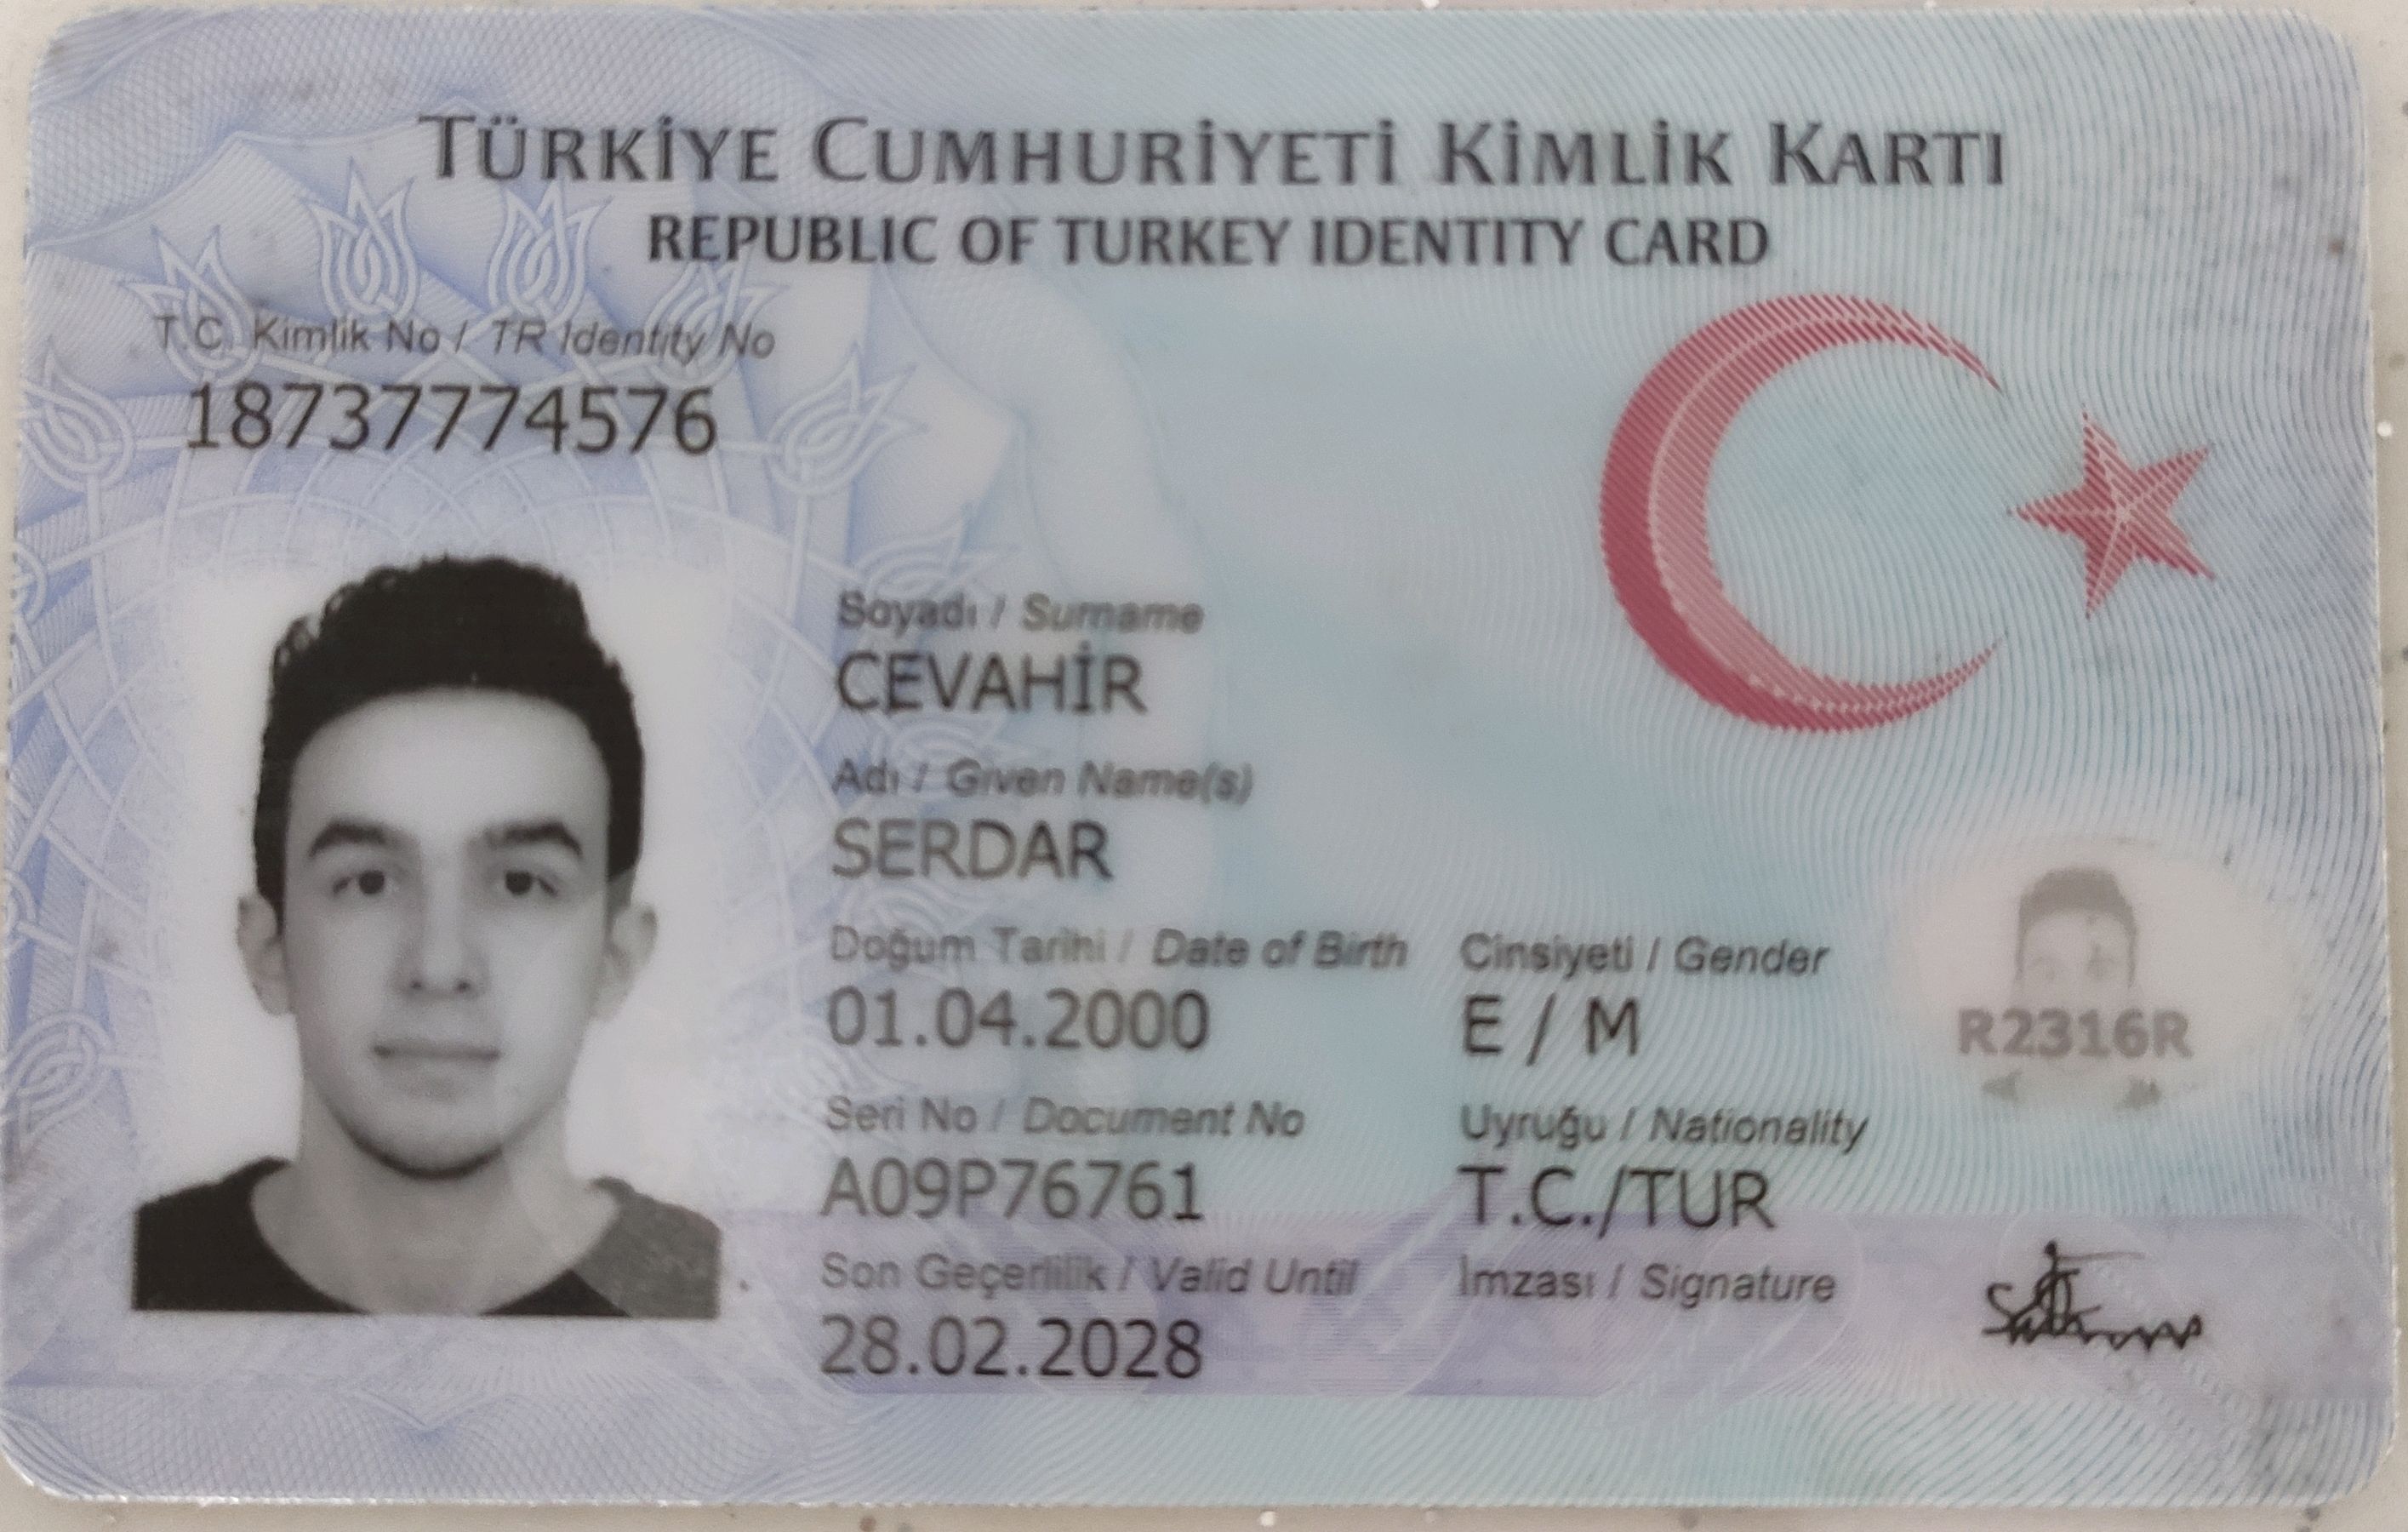 TÜRKİYE CUMHURİYETİ KİMLİK KARTI
REPUBLIC OF TURKEY IDENTITY CARD
T.C. Kimlik No / TR Identity No
18737774576
Soyadı / Surname
CEVAHİR
Adı / Given Name(s)
SERDAR
Doğum Tarihi / Date of Birth
01.04.2000
Cinsiyeti / Gender
E / M
R2316R
Seri No / Document No
A09P76761
Uyruğu / Nationality
T.C./TUR
Son Geçerlilik / Valid Until
28.02.2028
İmzası / Signature